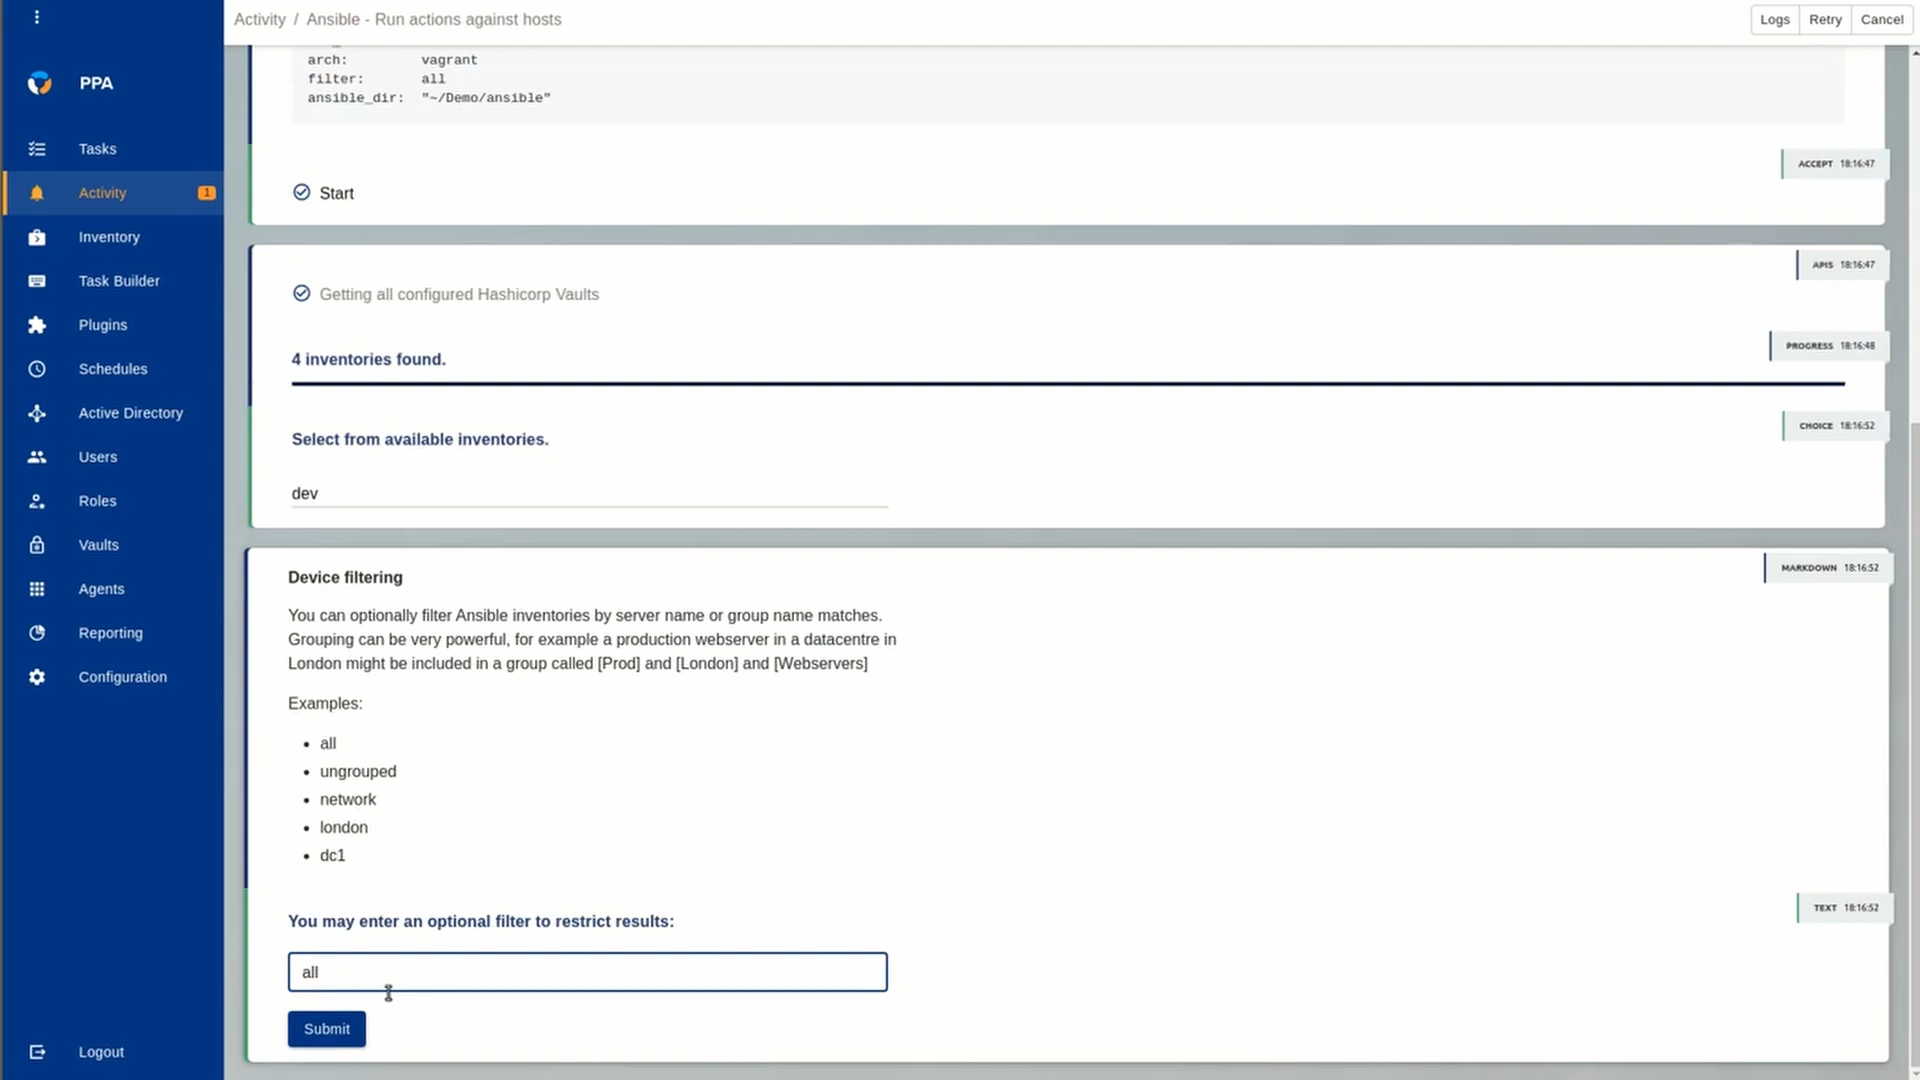 Activity / Ansible - Run actions against hosts
Logs Retry Cancel
PPA
Tasks
Activity 1
Inventory
Task Builder
Plugins
Schedules
Active Directory
Users
Roles
Vaults
Agents
Reporting
Configuration
Logout
arch: vagrant
filter: all
ansible_dir: "~/Demo/ansible"
ACCEPT 18:16:47
Start
APIS 18:16:47
Getting all configured Hashicorp Vaults
PROGRESS 18:16:48
4 inventories found.
CHOICE 18:16:52
Select from available inventories.
dev
MARKDOWN 18:16:52
Device filtering
You can optionally filter Ansible inventories by server name or group name matches.
Grouping can be very powerful, for example a production webserver in a datacentre in
London might be included in a group called [Prod] and [London] and [Webservers]
Examples:
• all
• ungrouped
• network
• london
• dc1
TEXT 18:16:52
You may enter an optional filter to restrict results:
all
Submit